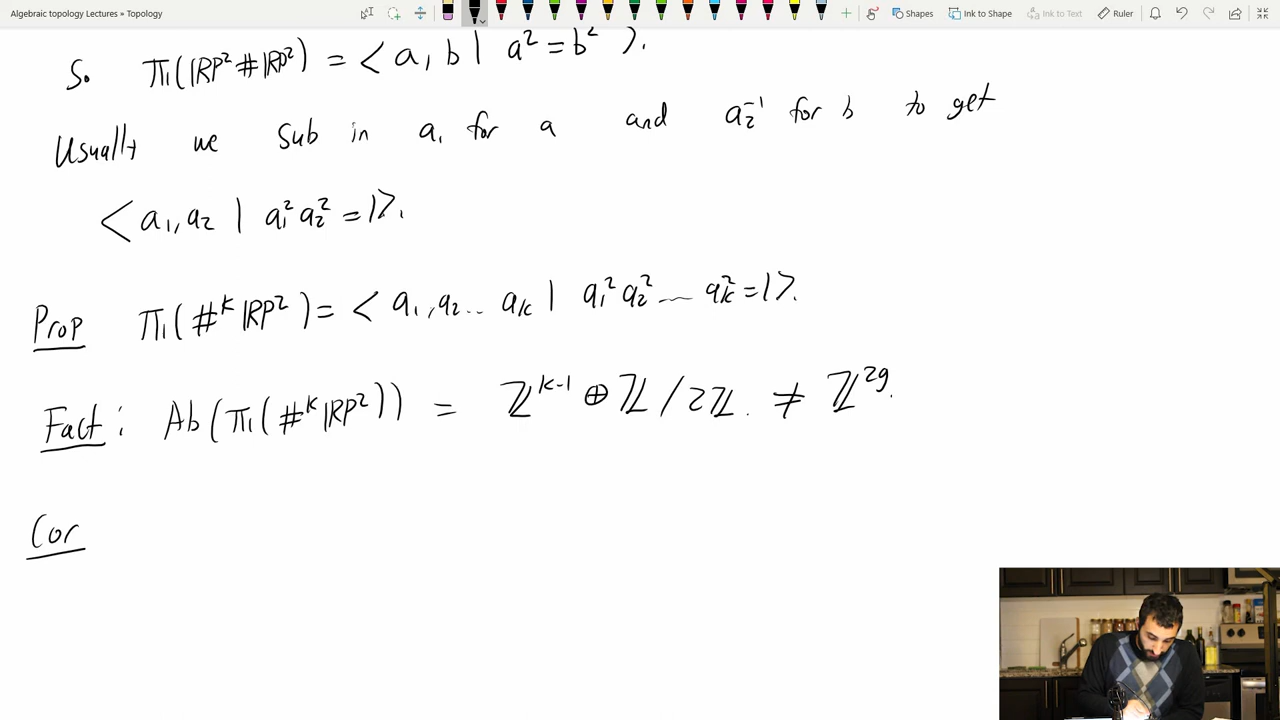 Algebraic topology Lectures » Topology
Shapes Ink to Shape Ink to Text Ruler
So π₁(ℝP² # ℝP²) = < a, b | a² = b² >.
Usually we sub in a₁ for a and a₂⁻¹ for b to get
< a₁, a₂ | a₁² a₂² = 1 >.
Prop π₁(#ᵏ ℝP²) = < a₁, a₂ .. aₖ | a₁² a₂² ... aₖ² = 1 >.
Fact: Ab(π₁(#ᵏ ℝP²)) = ℤᵏ⁻¹ ⊕ ℤ/2ℤ. ≠ ℤ²ᵍ.
Cor